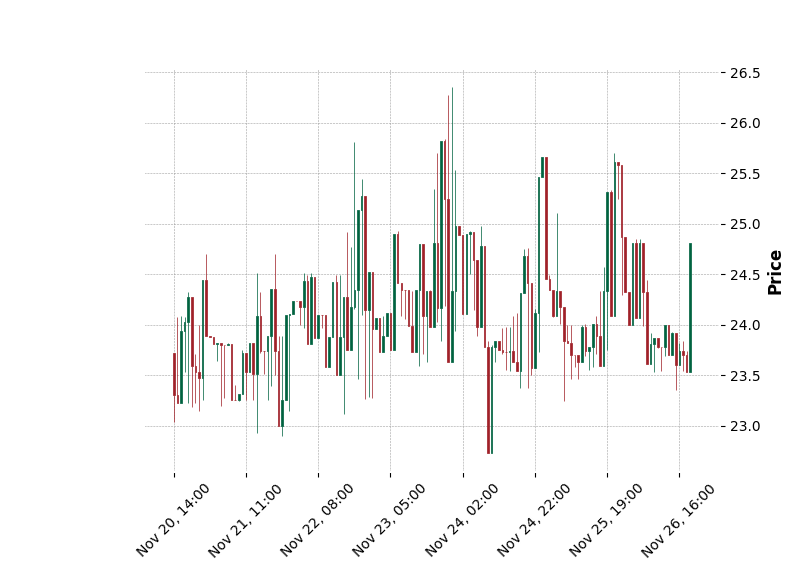 26.5
26.0
25.5
25.0
24.5
24.0
23.5
23.0
Price
Nov 20, 14:00
Nov 21, 11:00
Nov 22, 08:00
Nov 23, 05:00
Nov 24, 02:00
Nov 24, 22:00
Nov 25, 19:00
Nov 26, 16:00